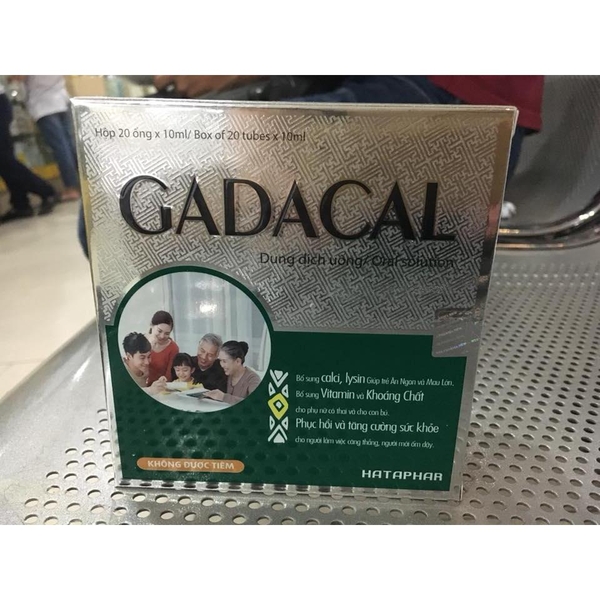 Hộp 20 ống x 10ml/ Box of 20 tubes x 10ml
GADACAL
Dung dịch uống/ Oral solution
Bổ sung calci, lysin Giúp trẻ Ăn Ngon và Mau Lớn.
Bổ sung Vitamin và Khoáng Chất
cho phụ nữ có thai và cho con bú.
Phục hồi và tăng cường sức khỏe
cho người làm việc căng thẳng, người mới ốm dậy.
KHÔNG ĐƯỢC TIÊM
HATAPHAR